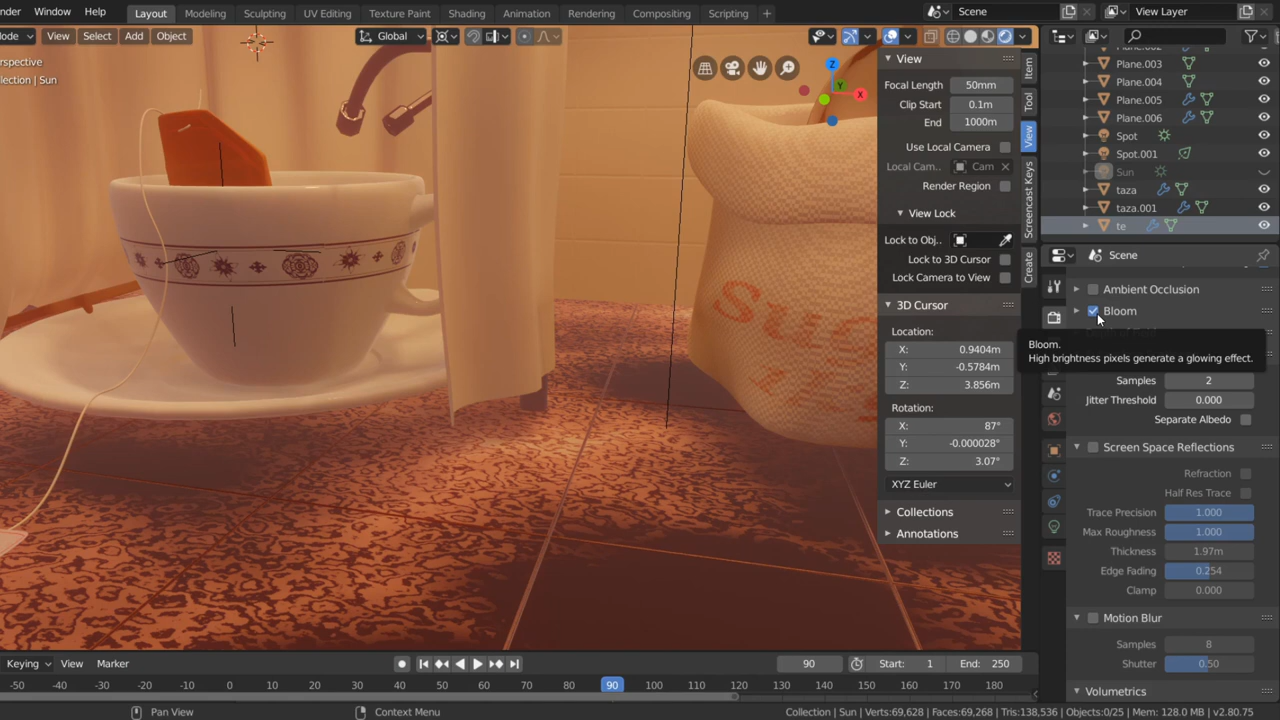 nder Window Help Layout Modeling Sculpting UV Editing Texture Paint Shading Animation Rendering Compositing Scripting + Scene View Layer
ode View Select Add Object Global
rspective
llection | Sun
X
Y
Z
View
Focal Length 50mm
Clip Start 0.1m
End 1000m
Use Local Camera
Local Cam.. Cam
Render Region
View Lock
Lock to Obj..
Lock to 3D Cursor
Lock Camera to View
3D Cursor
Location:
X: 0.9404m
Y: -0.5784m
Z: 3.856m
Rotation:
X: 87°
Y: -0.000028°
Z: 3.07°
XYZ Euler
Collections
Annotations
Item
Tool
View
Screencast Keys
Create
Plane.003
Plane.004
Plane.005
Plane.006
Spot
Spot.001
Sun
taza
taza.001
te
Scene
Ambient Occlusion
Bloom
Bloom.
High brightness pixels generate a glowing effect.
Samples 2
Jitter Threshold 0.000
Separate Albedo
Screen Space Reflections
Refraction
Half Res Trace
Trace Precision 1.000
Max Roughness 1.000
Thickness 1.97m
Edge Fading 0.254
Clamp 0.000
Motion Blur
Samples 8
Shutter 0.50
Volumetrics
Keying View Marker 90 Start: 1 End: 250
-50 -40 -30 -20 -10 0 10 20 30 40 50 60 70 80 90 100 110 120 130 140 150 160 170 180
Pan View Context Menu Collection | Sun | Verts:69,628 | Faces:69,268 | Tris:138,536 | Objects:0/25 | Mem: 128.0 MB | v2.80.75